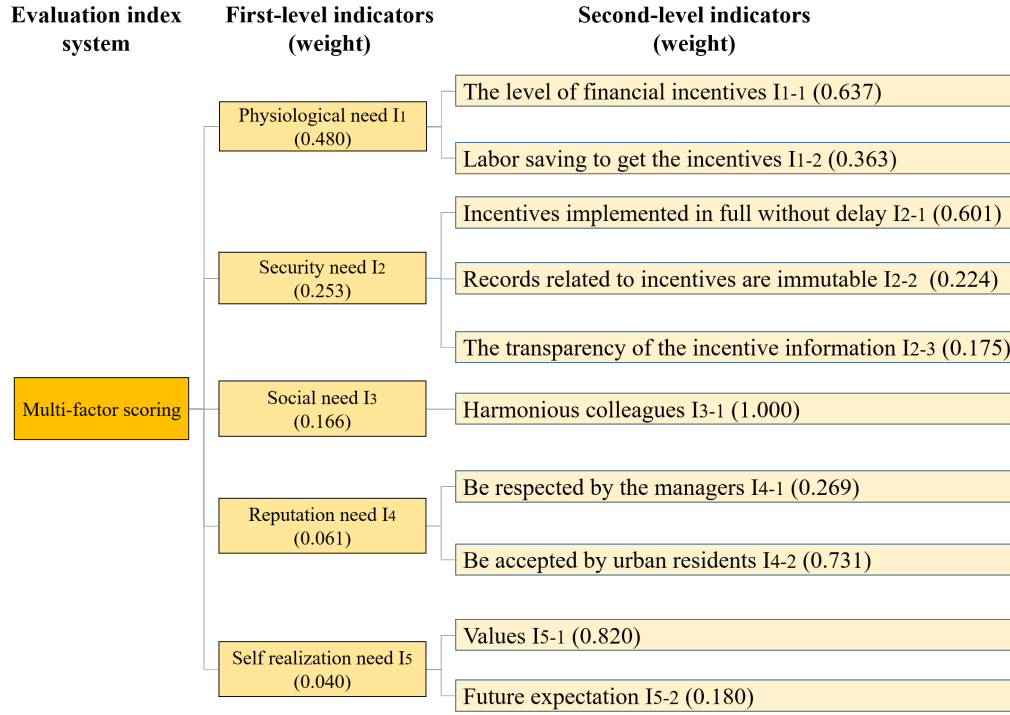 Evaluation index
system
First-level indicators
(weight)
Second-level indicators
(weight)
Multi-factor scoring
Physiological need I1
(0.480)
The level of financial incentives I1-1 (0.637)
Labor saving to get the incentives I1-2 (0.363)
Security need I2
(0.253)
Incentives implemented in full without delay I2-1 (0.601)
Records related to incentives are immutable I2-2 (0.224)
The transparency of the incentive information I2-3 (0.175)
Social need I3
(0.166)
Harmonious colleagues I3-1 (1.000)
Reputation need I4
(0.061)
Be respected by the managers I4-1 (0.269)
Be accepted by urban residents I4-2 (0.731)
Self realization need I5
(0.040)
Values I5-1 (0.820)
Future expectation I5-2 (0.180)